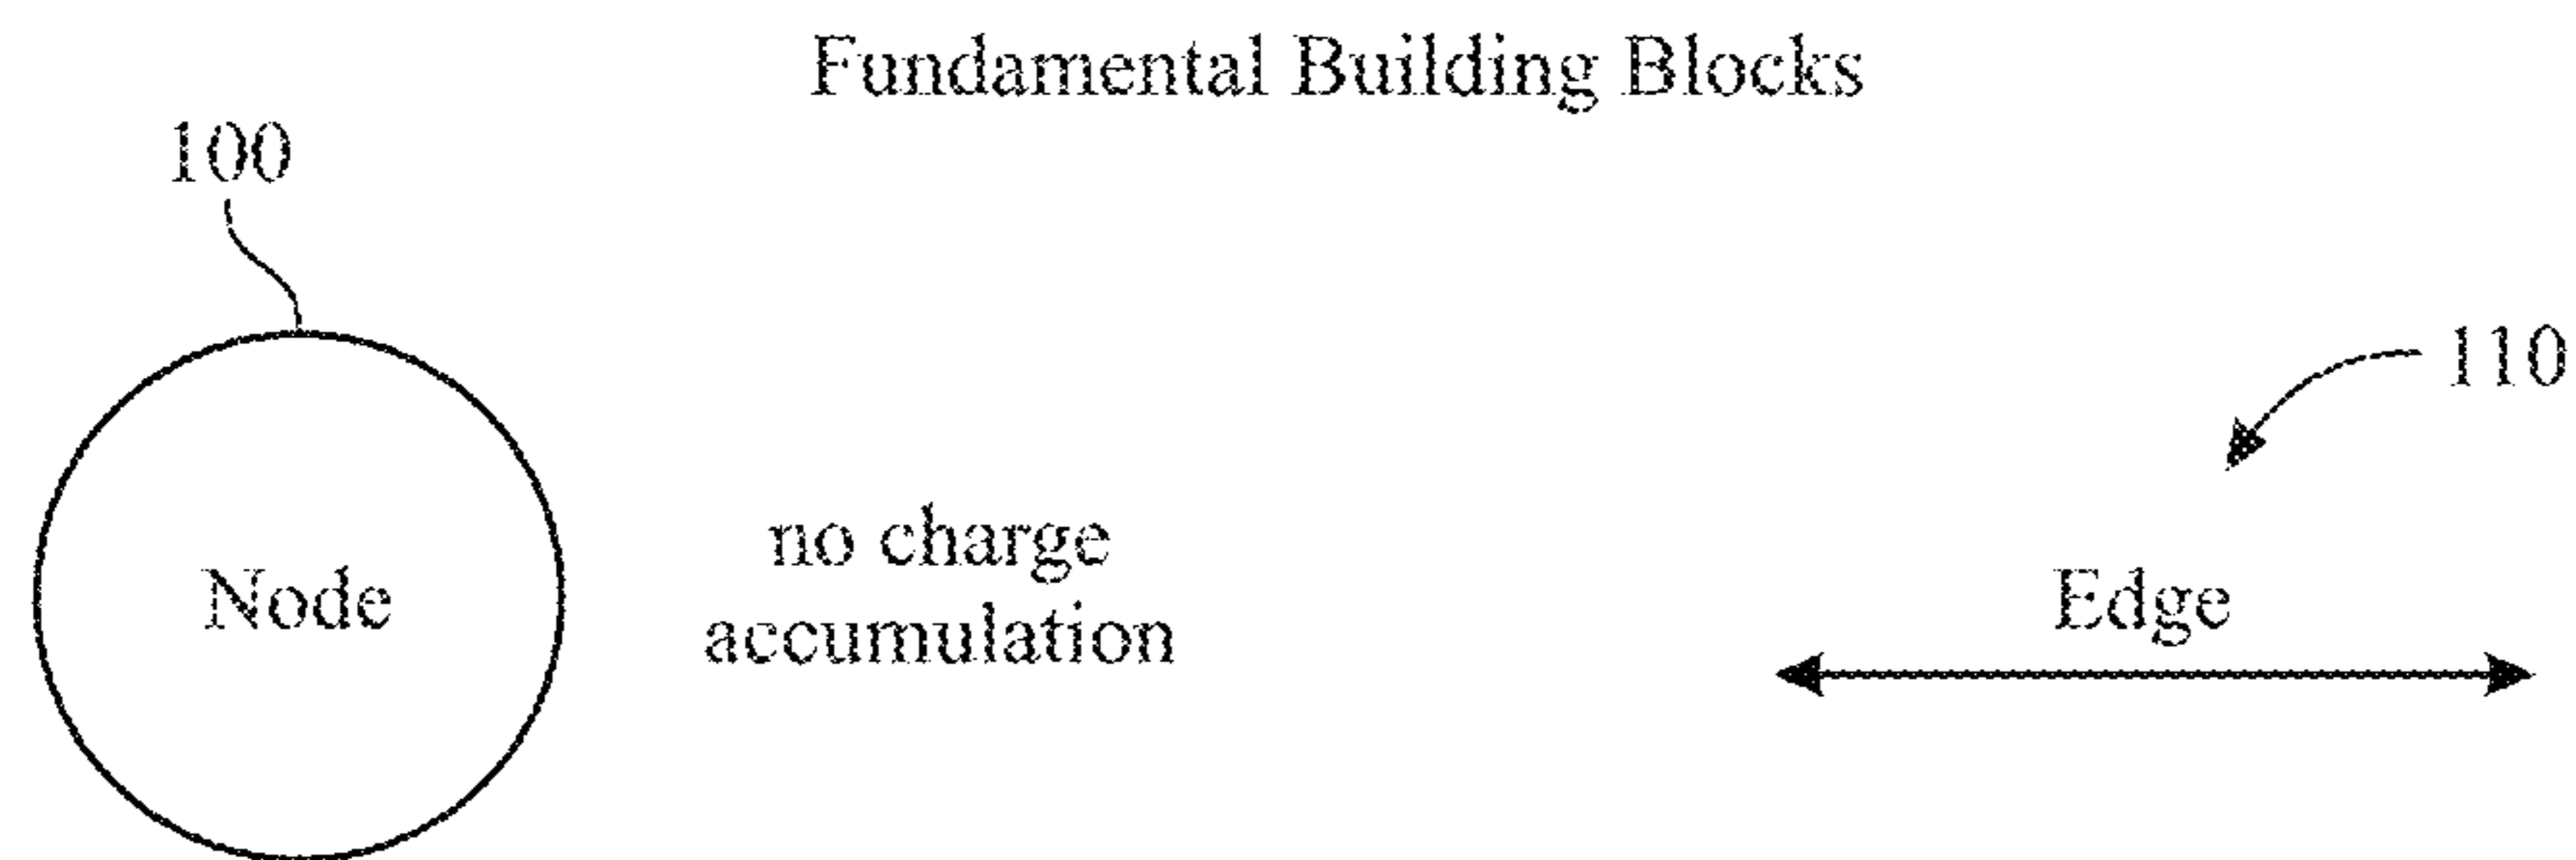 Fundamental Building Blocks
100
110
no charge
Node
accumulation
Edge